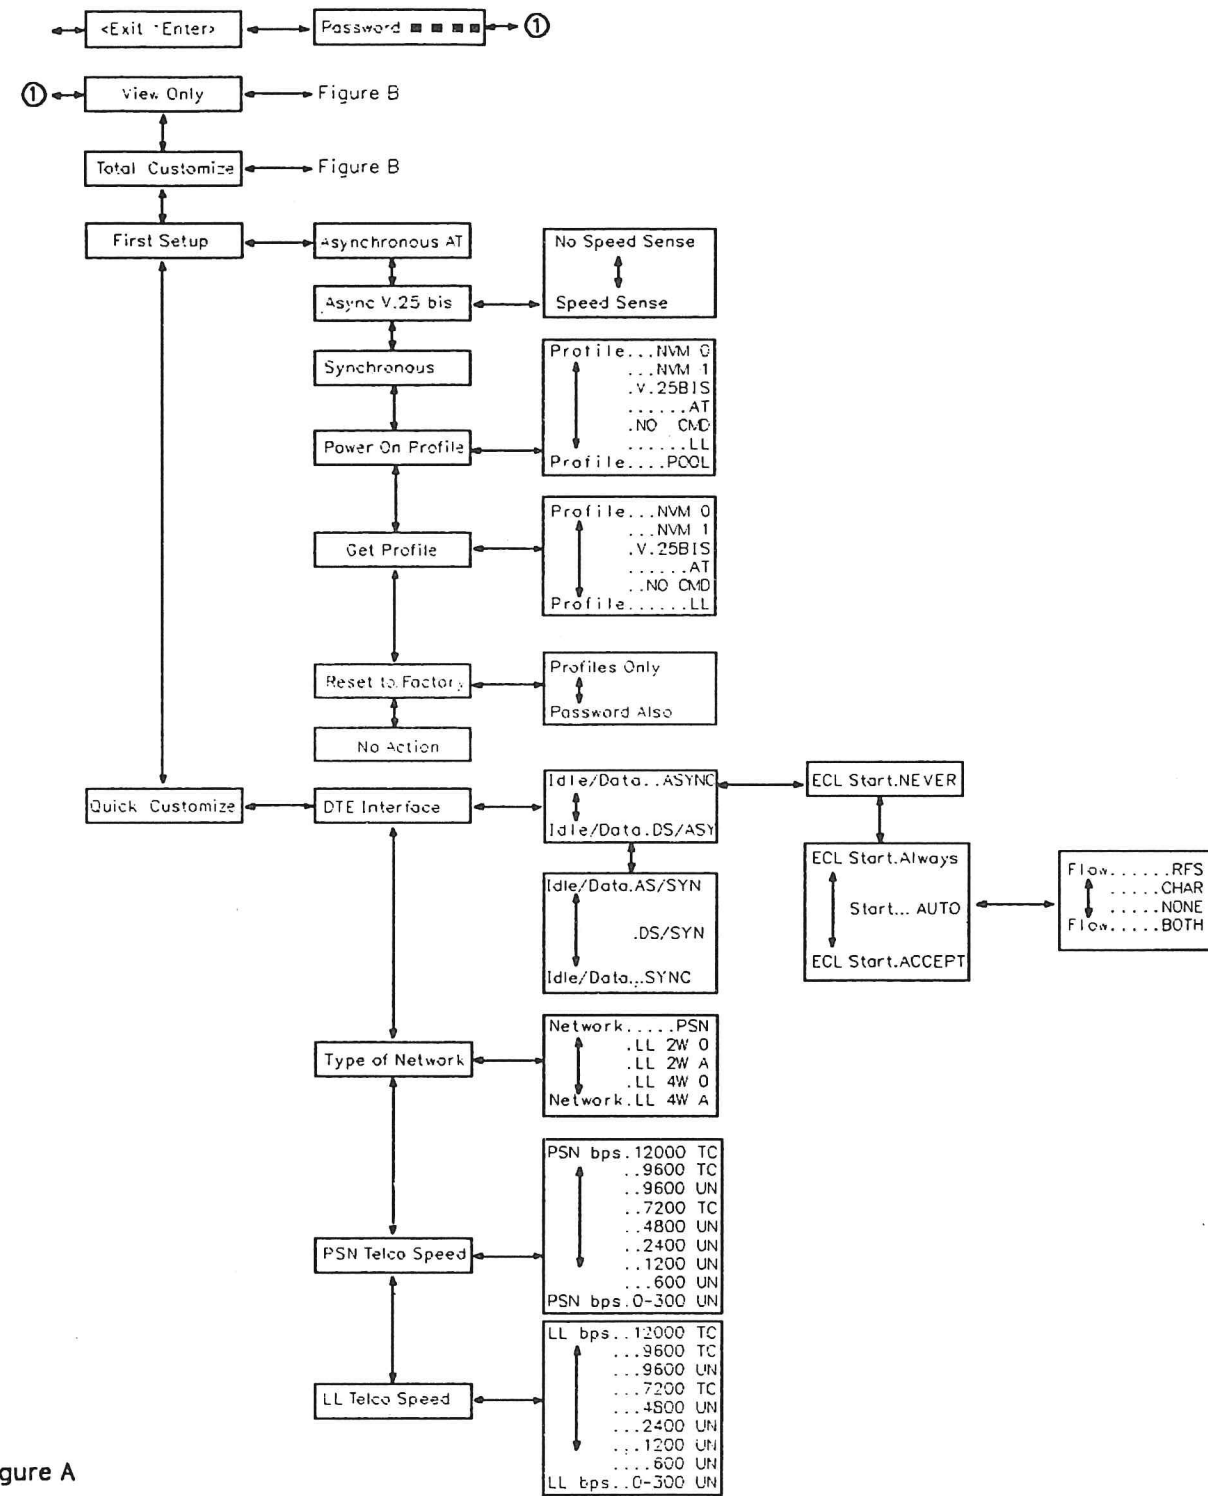 <Exit ↑Enter>
Password ■ ■ ■ ■
①
①
View Only
Figure B
Total Customize
Figure B
First Setup
Asynchronous AT
No Speed Sense
Speed Sense
Async V.25 bis
Synchronous
Power On Profile
Profile...NVM 0
...NVM 1
.V.25BIS
......AT
.NO CMD
......LL
Profile....POOL
Get Profile
Profile...NVM 0
...NVM 1
.V.25BIS
......AT
..NO CMD
Profile......LL
Reset to Factory
Profiles Only
Password Also
No Action
Quick Customize
DTE Interface
Idle/Data..ASYNC
Idle/Data.DS/ASY
ECL Start.NEVER
ECL Start.Always
Start... AUTO
ECL Start.ACCEPT
Flow......RFS
.....CHAR
.....NONE
Flow.....BOTH
Idle/Data.AS/SYN
.DS/SYN
Idle/Data...SYNC
Type of Network
Network.....PSN
.LL 2W O
.LL 2W A
.LL 4W O
Network.LL 4W A
PSN Telco Speed
PSN bps.12000 TC
..9600 TC
..9600 UN
..7200 TC
..4800 UN
..2400 UN
..1200 UN
...600 UN
PSN bps.0-300 UN
LL Telco Speed
LL bps..12000 TC
...9600 TC
...9600 UN
...7200 TC
...4800 UN
...2400 UN
...1200 UN
....600 UN
LL bps..0-300 UN
gure A